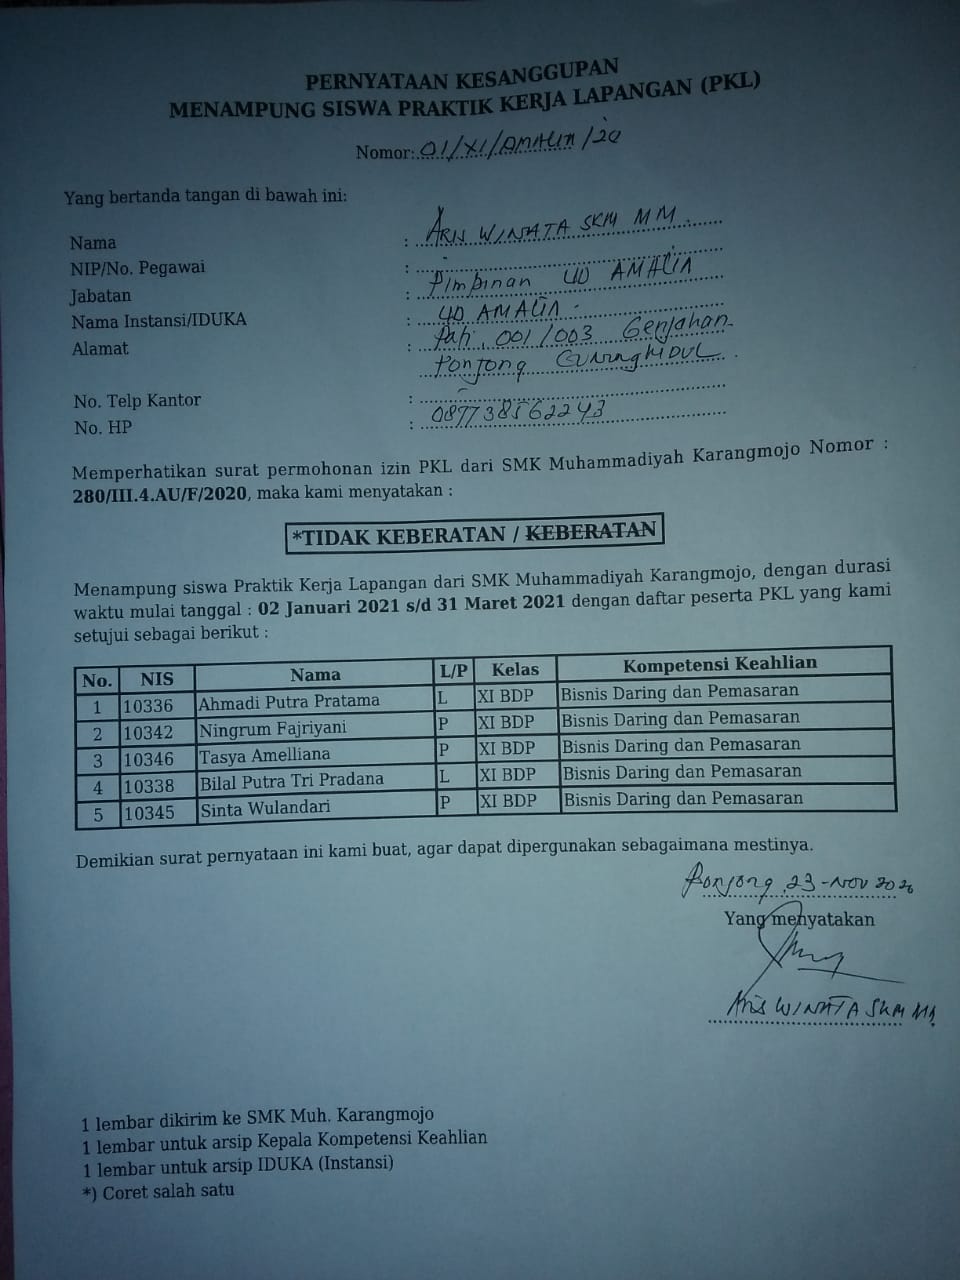 PERNYATAAN KESANGGUPAN
MENAMPUNG SISWA PRAKTIK KERJA LAPANGAN (PKL)
Nomor: 01/XI/AMALIN/20
Yang bertanda tangan di bawah ini:
Nama : ARIS WINATA SKM MM
NIP/No. Pegawai : -
Jabatan : Pimpinan UD AMALIA
Nama Instansi/IDUKA : UD AMALIA
Alamat : 001/003 Genjahan
Ponjong GUNUNGKIDUL
No. Telp Kantor : -
No. HP : 087738562243
Memperhatikan surat permohonan izin PKL dari SMK Muhammadiyah Karangmojo Nomor :
280/III.4.AU/F/2020, maka kami menyatakan :
*TIDAK KEBERATAN / KEBERATAN
Menampung siswa Praktik Kerja Lapangan dari SMK Muhammadiyah Karangmojo, dengan durasi
waktu mulai tanggal : 02 Januari 2021 s/d 31 Maret 2021 dengan daftar peserta PKL yang kami
setujui sebagai berikut :
No. NIS Nama L/P Kelas Kompetensi Keahlian
1 10336 Ahmadi Putra Pratama L XI BDP Bisnis Daring dan Pemasaran
2 10342 Ningrum Fajriyani P XI BDP Bisnis Daring dan Pemasaran
3 10346 Tasya Amelliana P XI BDP Bisnis Daring dan Pemasaran
4 10338 Bilal Putra Tri Pradana L XI BDP Bisnis Daring dan Pemasaran
5 10345 Sinta Wulandari P XI BDP Bisnis Daring dan Pemasaran
Demikian surat pernyataan ini kami buat, agar dapat dipergunakan sebagaimana mestinya.
Ponjong, 23-Nov 2020
Yang menyatakan
Aris WINATA SKM MM
1 lembar dikirim ke SMK Muh. Karangmojo
1 lembar untuk arsip Kepala Kompetensi Keahlian
1 lembar untuk arsip IDUKA (Instansi)
*) Coret salah satu